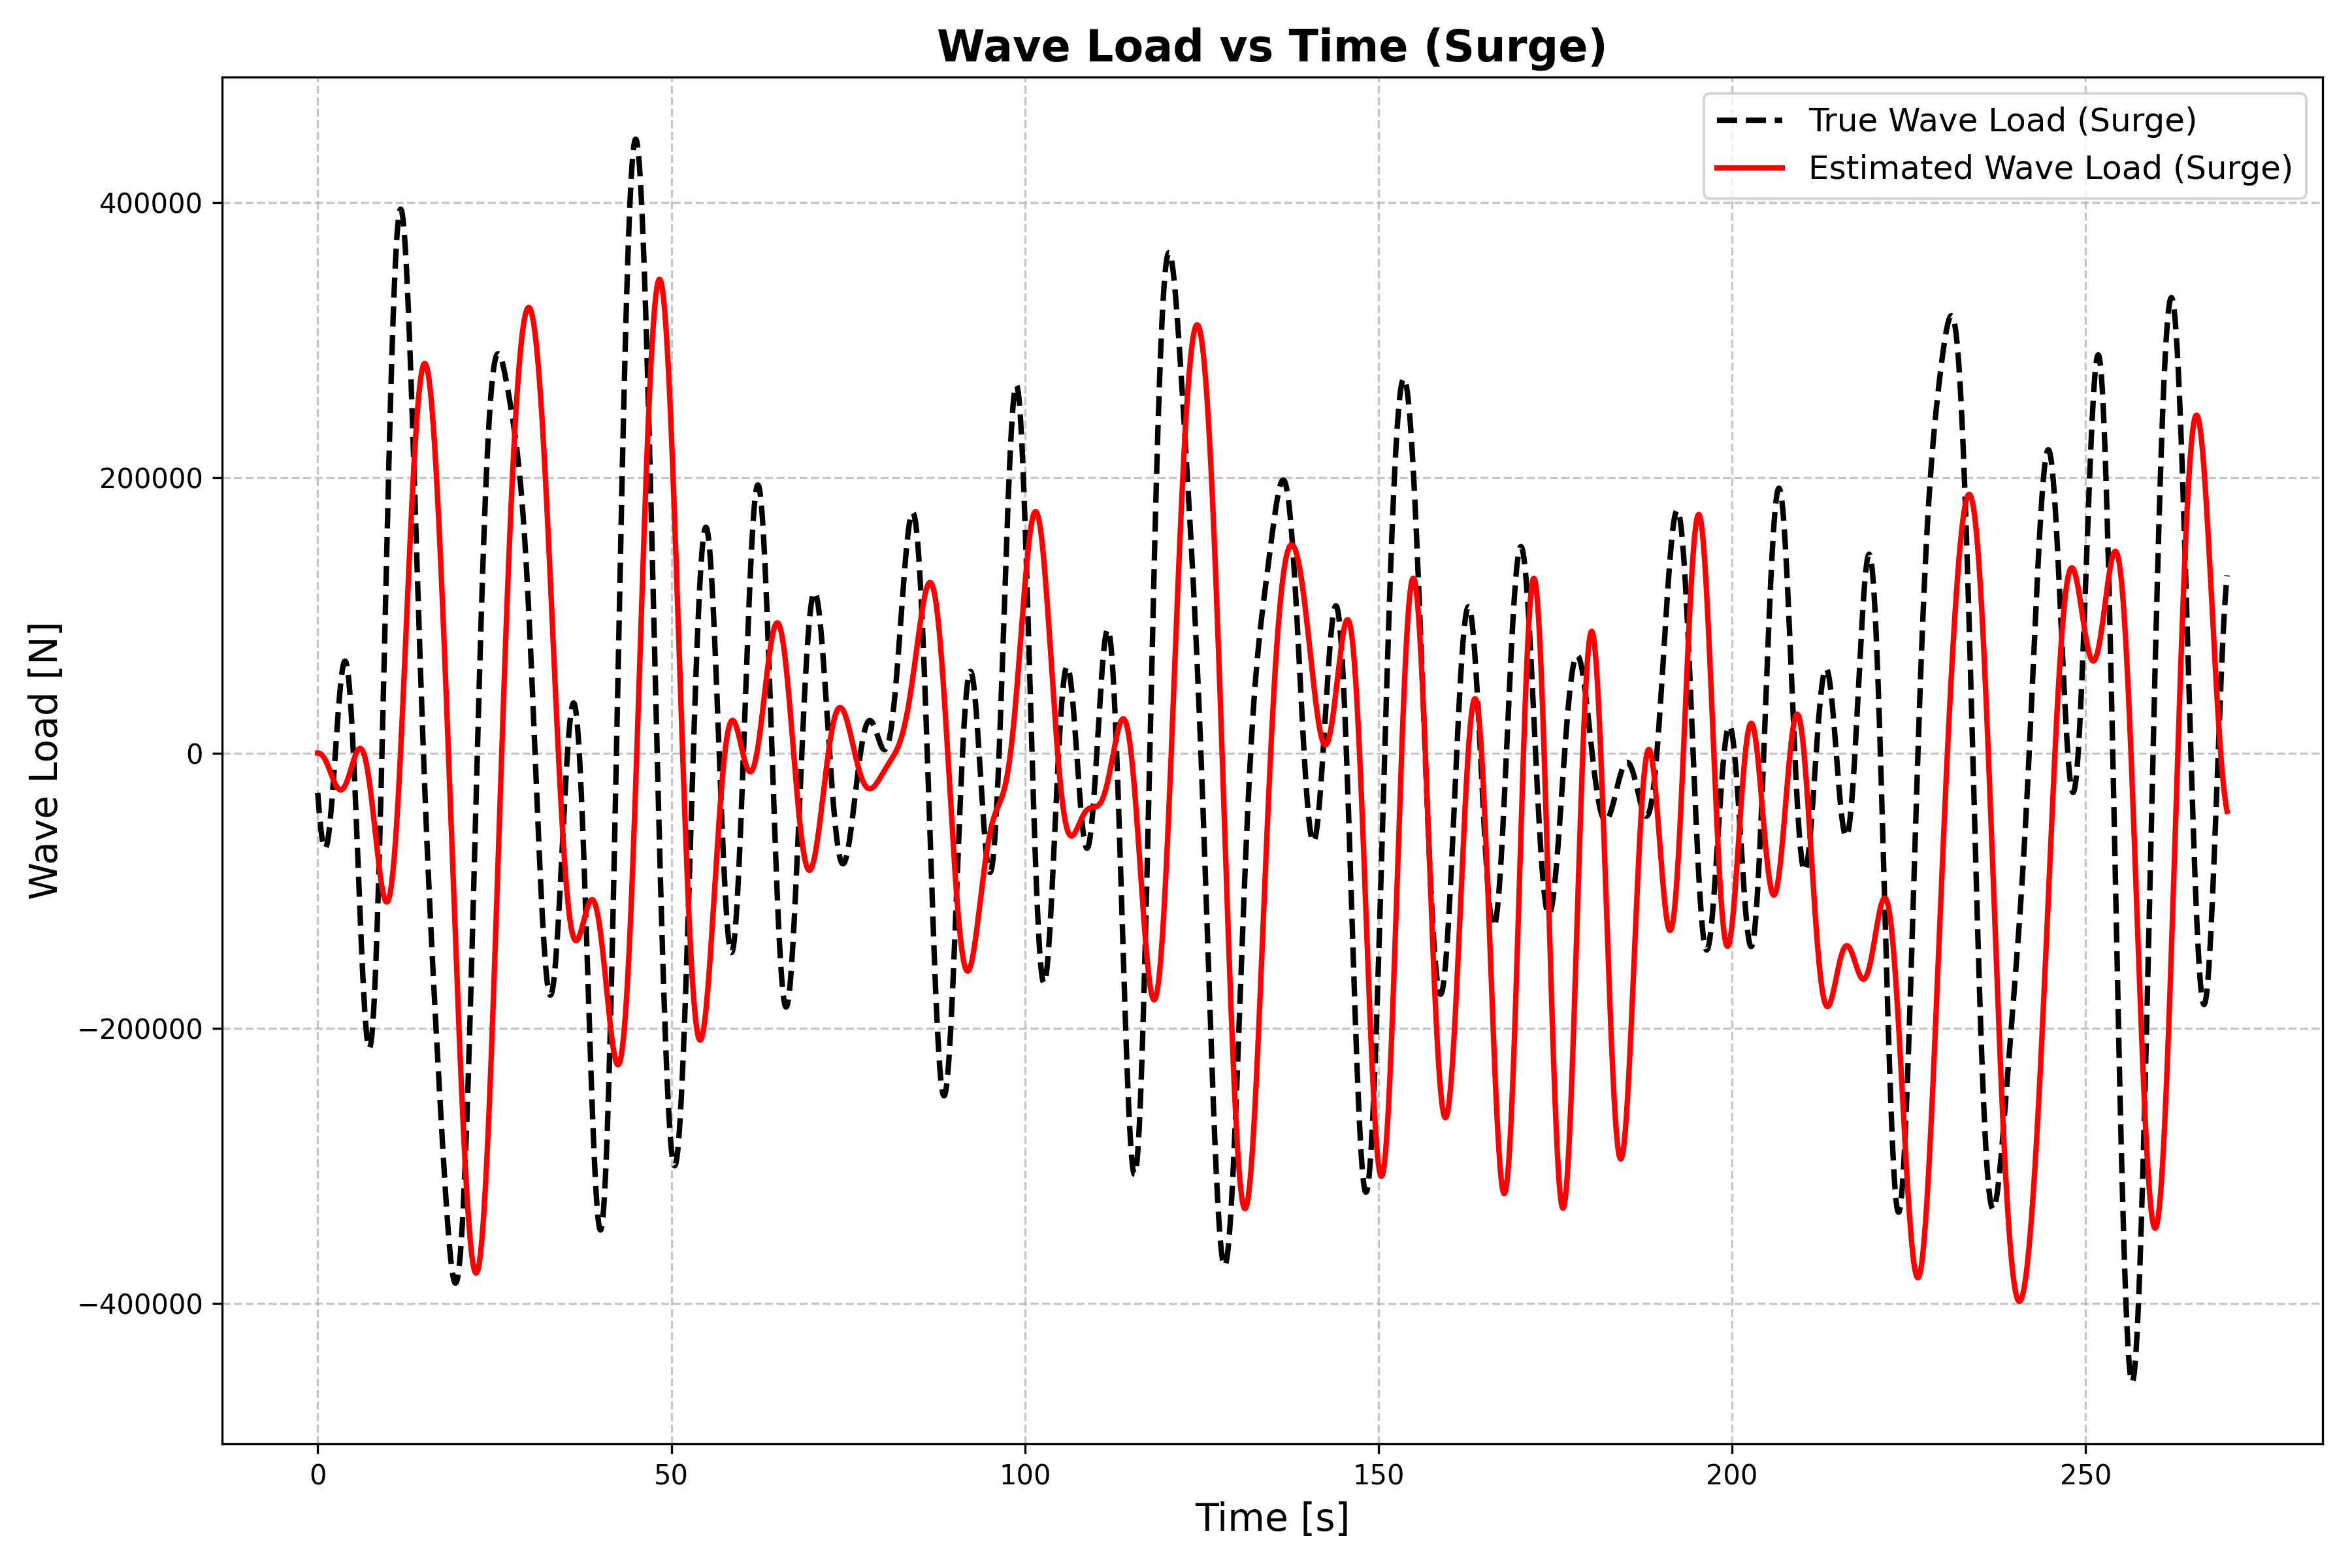 Wave Load vs Time (Surge)
True Wave Load (Surge)
Estimated Wave Load (Surge)
Wave Load [N]
400000
200000
0
−200000
−400000
0 50 100 150 200 250
Time [s]